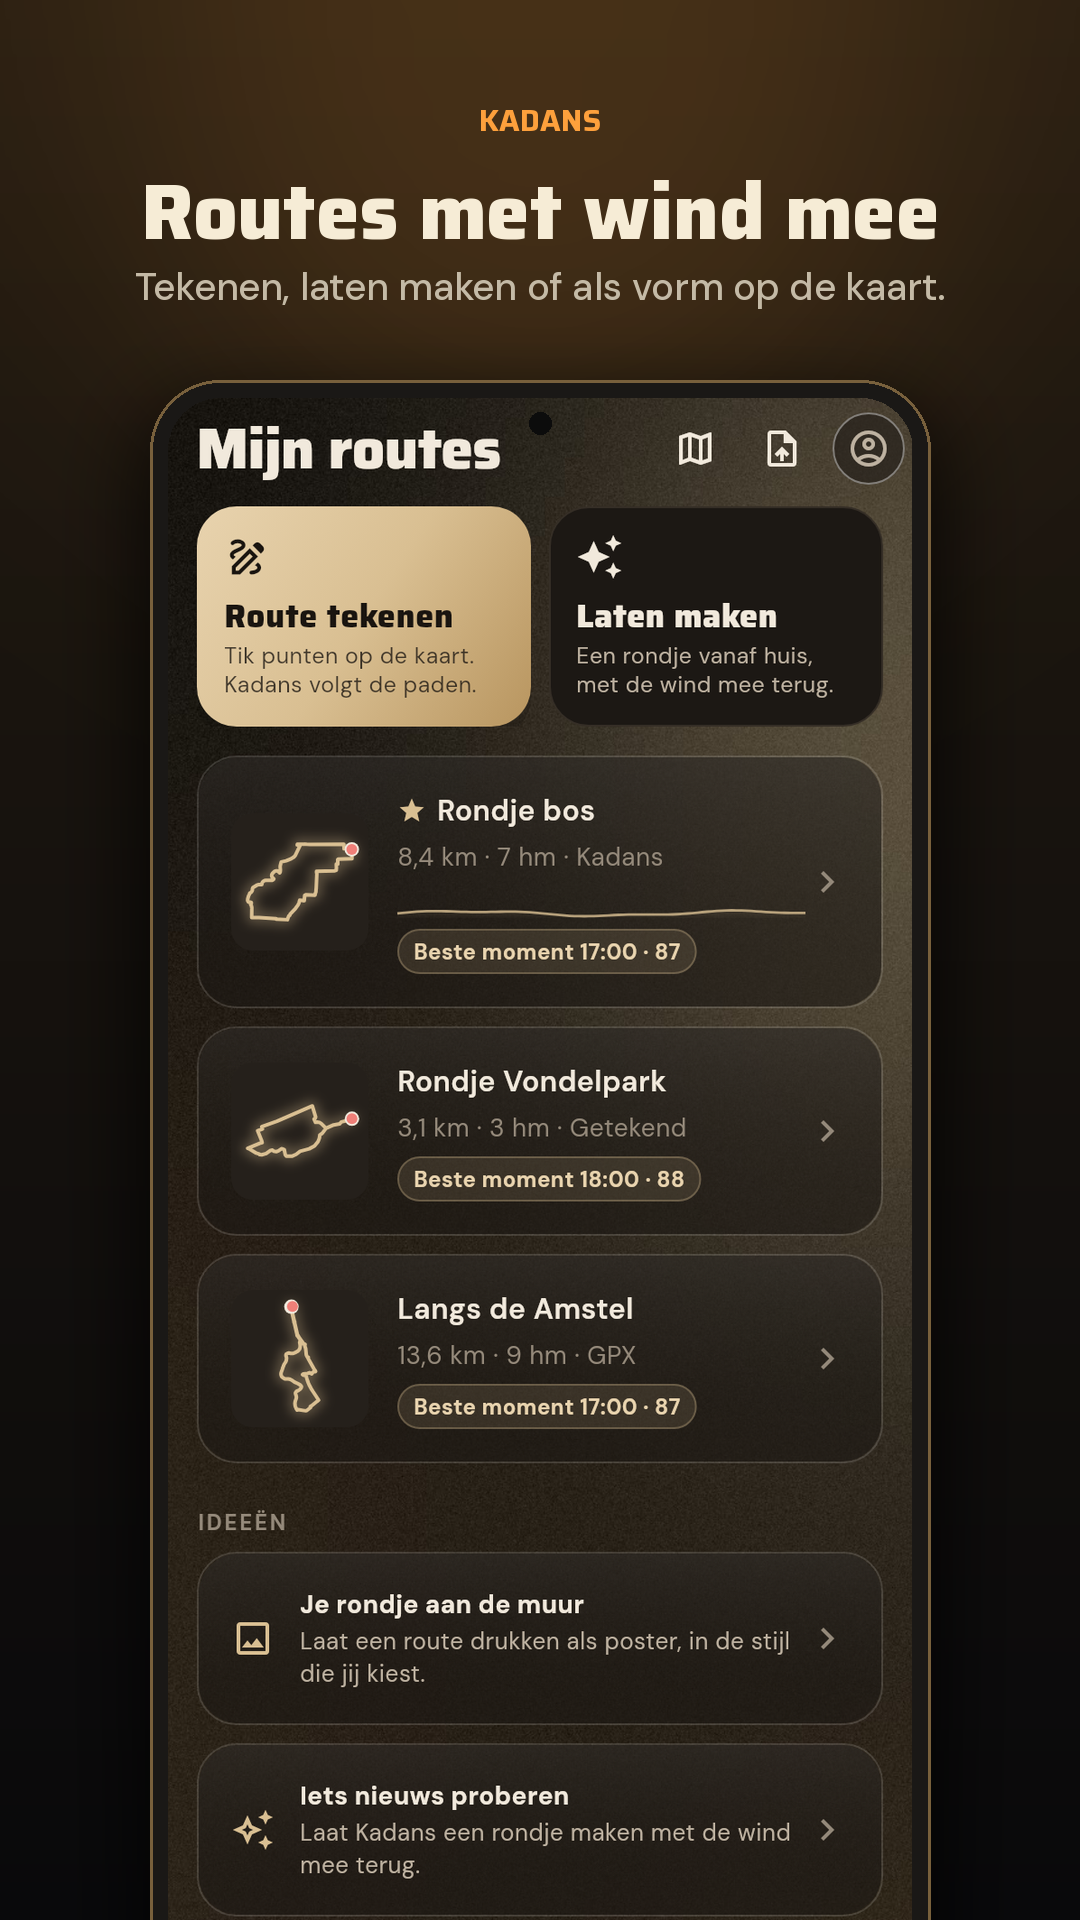 KADANS
Routes met wind mee
Tekenen, laten maken of als vorm op de kaart.
Mijn routes
Route tekenen
Tik punten op de kaart.
Kadans volgt de paden.
Laten maken
Een rondje vanaf huis,
met de wind mee terug.
Rondje bos
8,4 km · 7 hm · Kadans
Beste moment 17:00 · 87
Rondje Vondelpark
3,1 km · 3 hm · Getekend
Beste moment 18:00 · 88
Langs de Amstel
13,6 km · 9 hm · GPX
Beste moment 17:00 · 87
IDEEËN
Je rondje aan de muur
Laat een route drukken als poster, in de stijl
die jij kiest.
Iets nieuws proberen
Laat Kadans een rondje maken met de wind
mee terug.